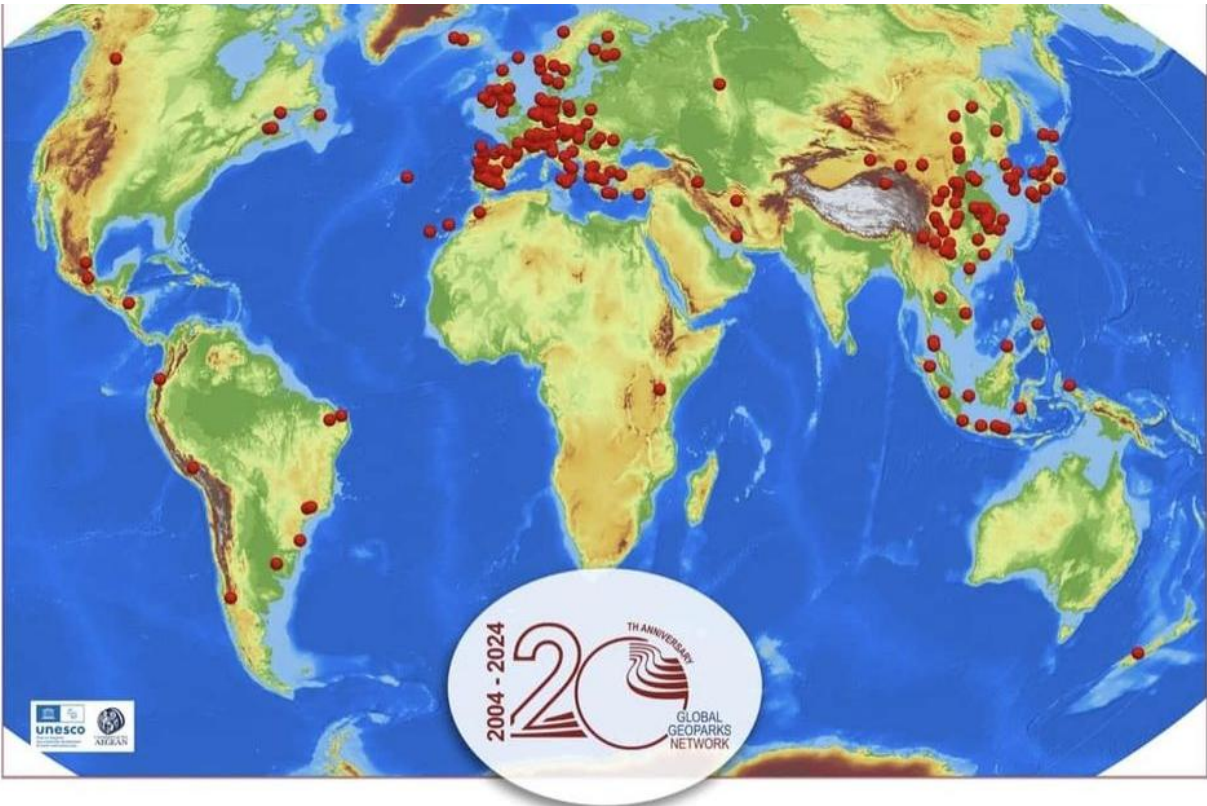 2004 - 2024
20
TH ANNIVERSARY
GLOBAL
GEOPARKS
NETWORK
unesco
AEGEAN